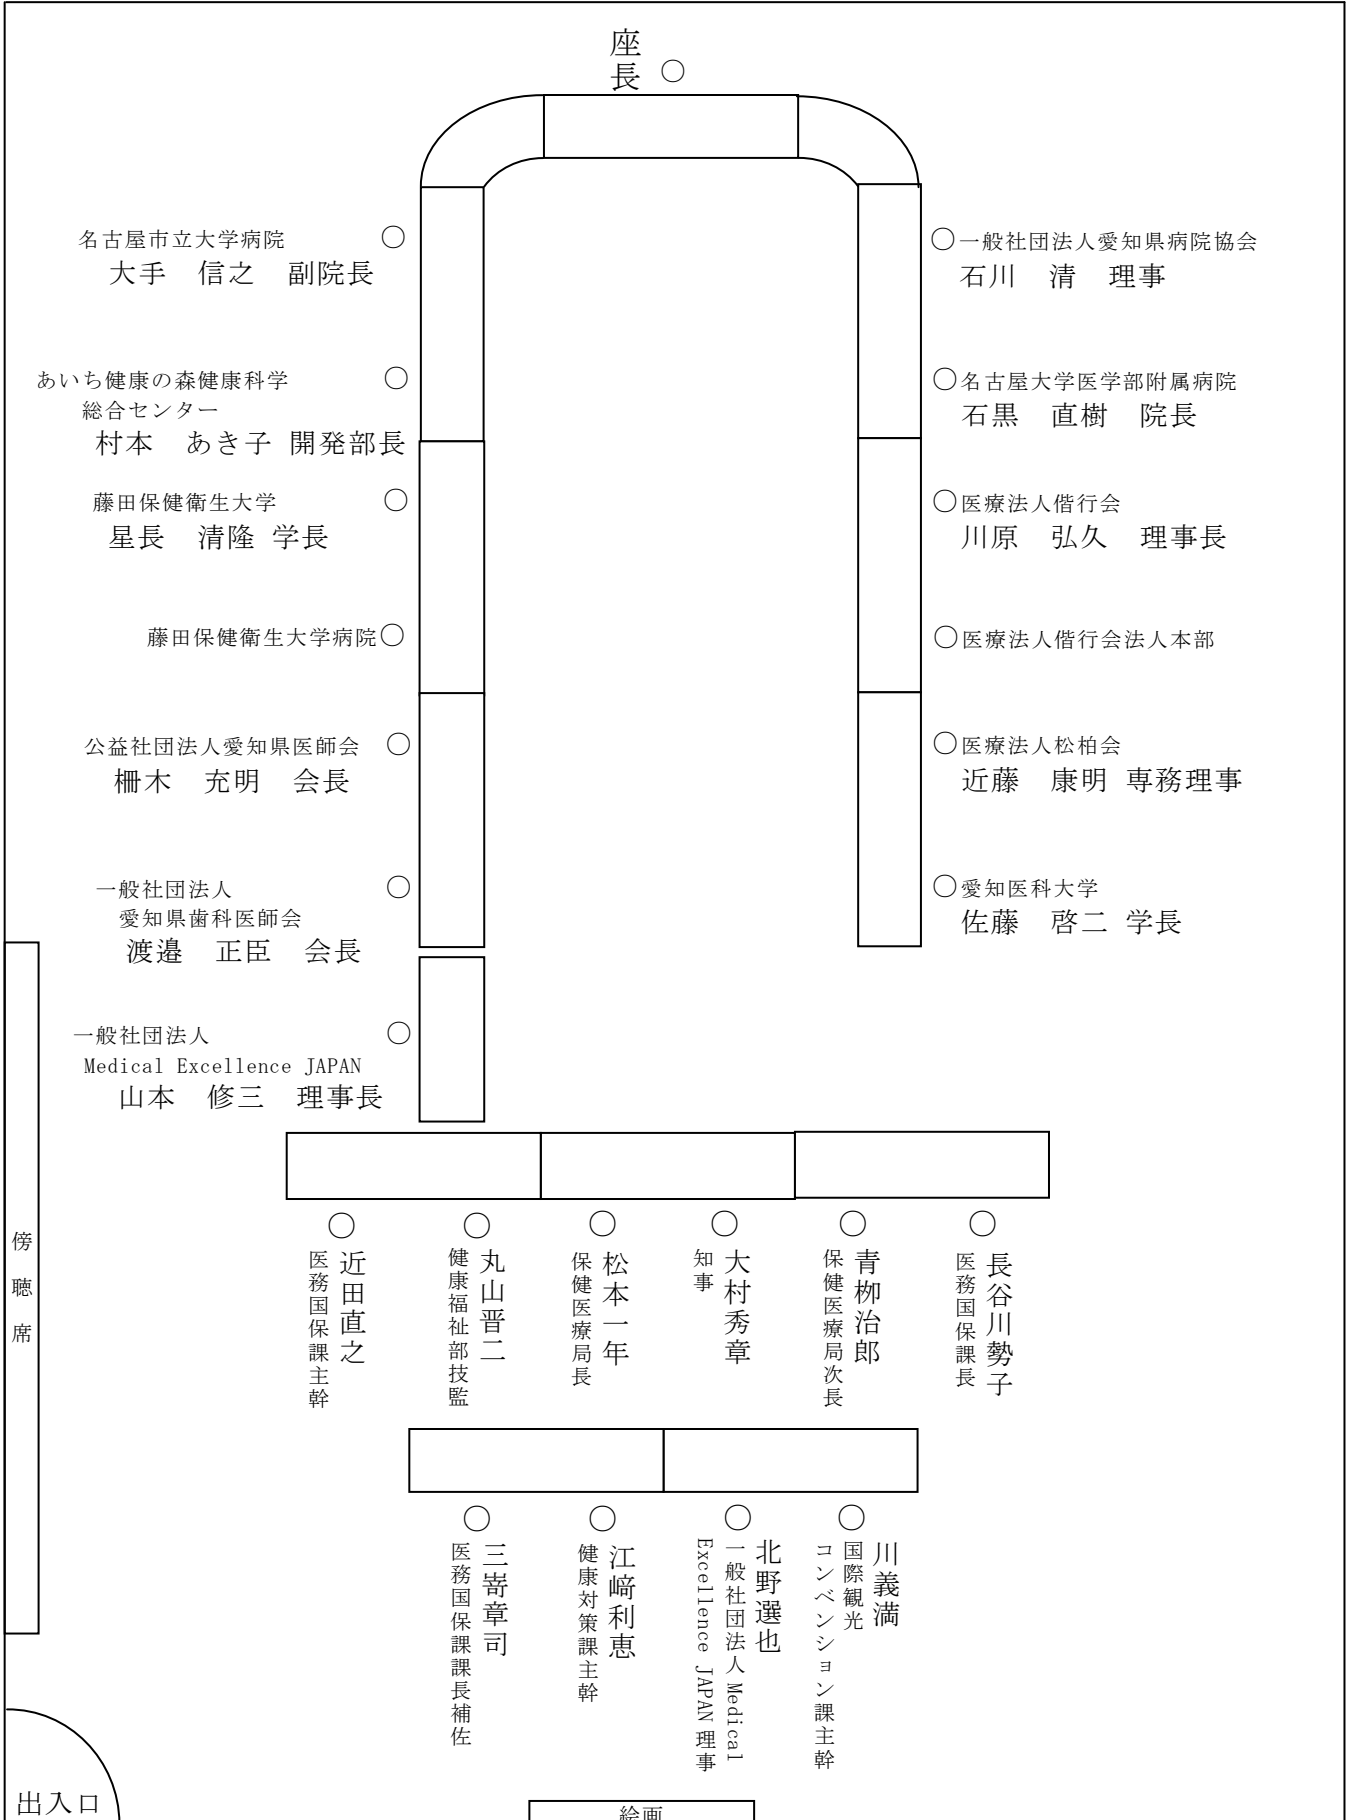 座長 ○
名古屋市立大学病院 ○
大手 信之 副院長
あいち健康の森健康科学 ○
総合センター
村本 あき子 開発部長
藤田保健衛生大学 ○
星長 清隆 学長
藤田保健衛生大学病院○
公益社団法人愛知県医師会 ○
柵木 充明 会長
一般社団法人 ○
愛知県歯科医師会
渡邉 正臣 会長
一般社団法人 ○
Medical Excellence JAPAN
山本 修三 理事長
○一般社団法人愛知県病院協会
石川 清 理事
○名古屋大学医学部附属病院
石黒 直樹 院長
○医療法人偕行会
川原 弘久 理事長
○医療法人偕行会法人本部
○医療法人松柏会
近藤 康明 専務理事
○愛知医科大学
佐藤 啓二 学長
○
長谷川勢子
医務国保課長
○
青栁治郎
保健医療局次長
○
大村秀章
知事
○
松本一年
保健医療局長
○
丸山晋二
健康福祉部技監
○
近田直之
医務国保課主幹
○
川義満
国際観光
コンベンション課主幹
○
北野選也
一般社団法人 Medical
Excellence JAPAN 理事
○
江﨑利恵
健康対策課主幹
○
三嵜章司
医務国保課課長補佐
傍聴席
出入口
絵画